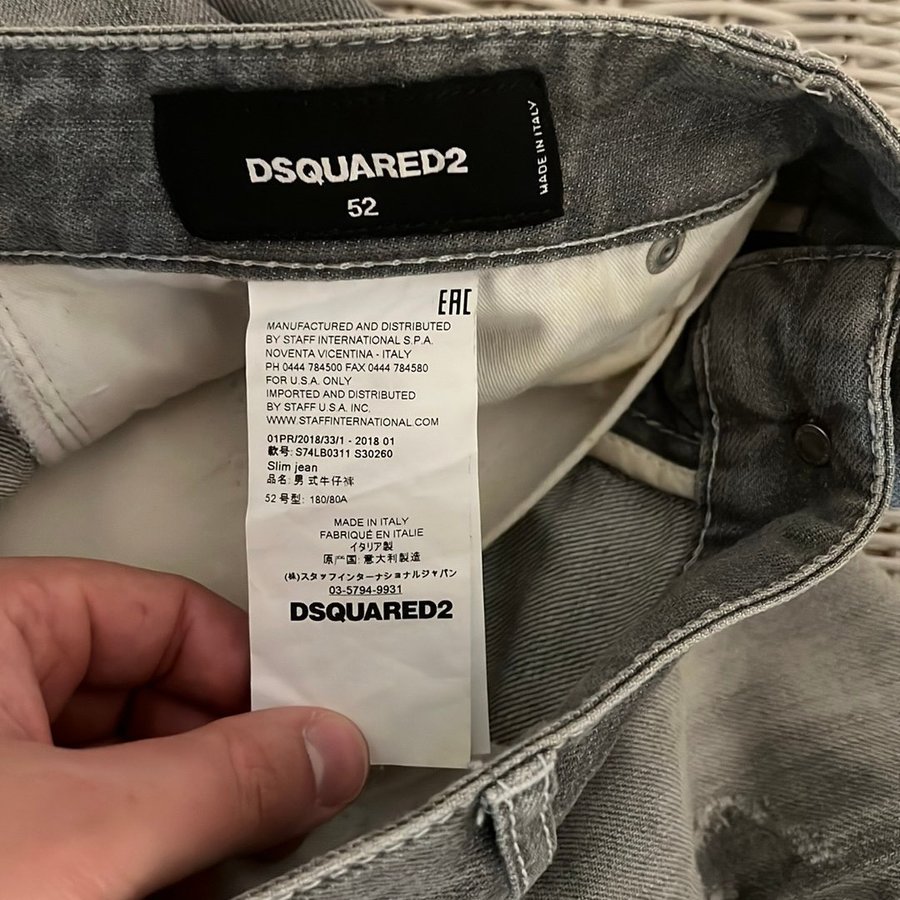 DSQUARED2
52
MADE IN ITALY
EAC
MANUFACTURED AND DISTRIBUTED
BY STAFF INTERNATIONAL S.P.A.
NOVENTA VICENTINA - ITALY
PH 0444 784500 FAX 0444 784580
FOR U.S.A. ONLY
IMPORTED AND DISTRIBUTED
BY STAFF U.S.A. INC.
WWW.STAFFINTERNATIONAL.COM
01PR/2018/33/1 - 2018 01
款号: S74LB0311 S30260
Slim jean
品名: 男式牛仔裤
52 号型: 180/80A
MADE IN ITALY
FABRIQUÉ EN ITALIE
イタリア製
原产国: 意大利製造
(株)スタッフインターナショナルジャパン
03-5794-9931
DSQUARED2